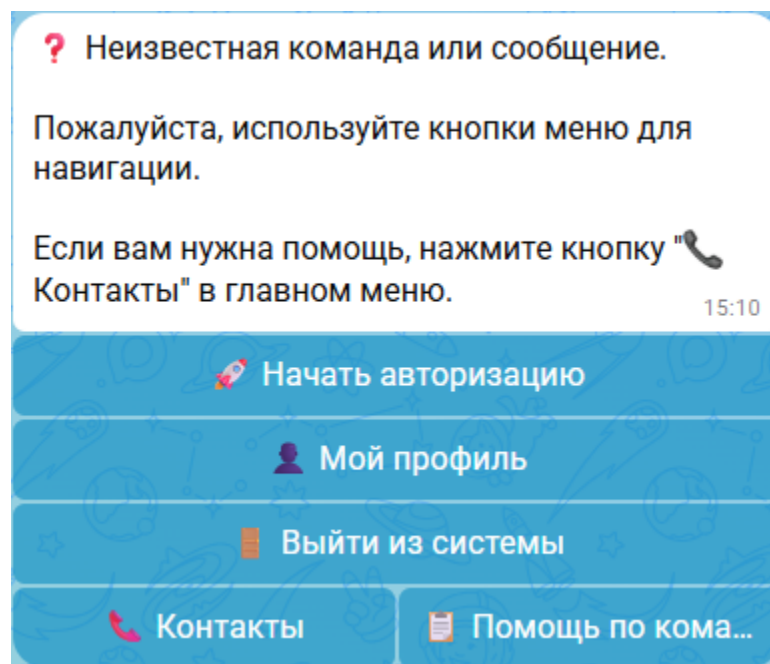 ❓ Неизвестная команда или сообщение.
Пожалуйста, используйте кнопки меню для
навигации.
Если вам нужна помощь, нажмите кнопку "📞
Контакты" в главном меню.
15:10
🚀 Начать авторизацию
👤 Мой профиль
🚪 Выйти из системы
📞 Контакты
📋 Помощь по кома...